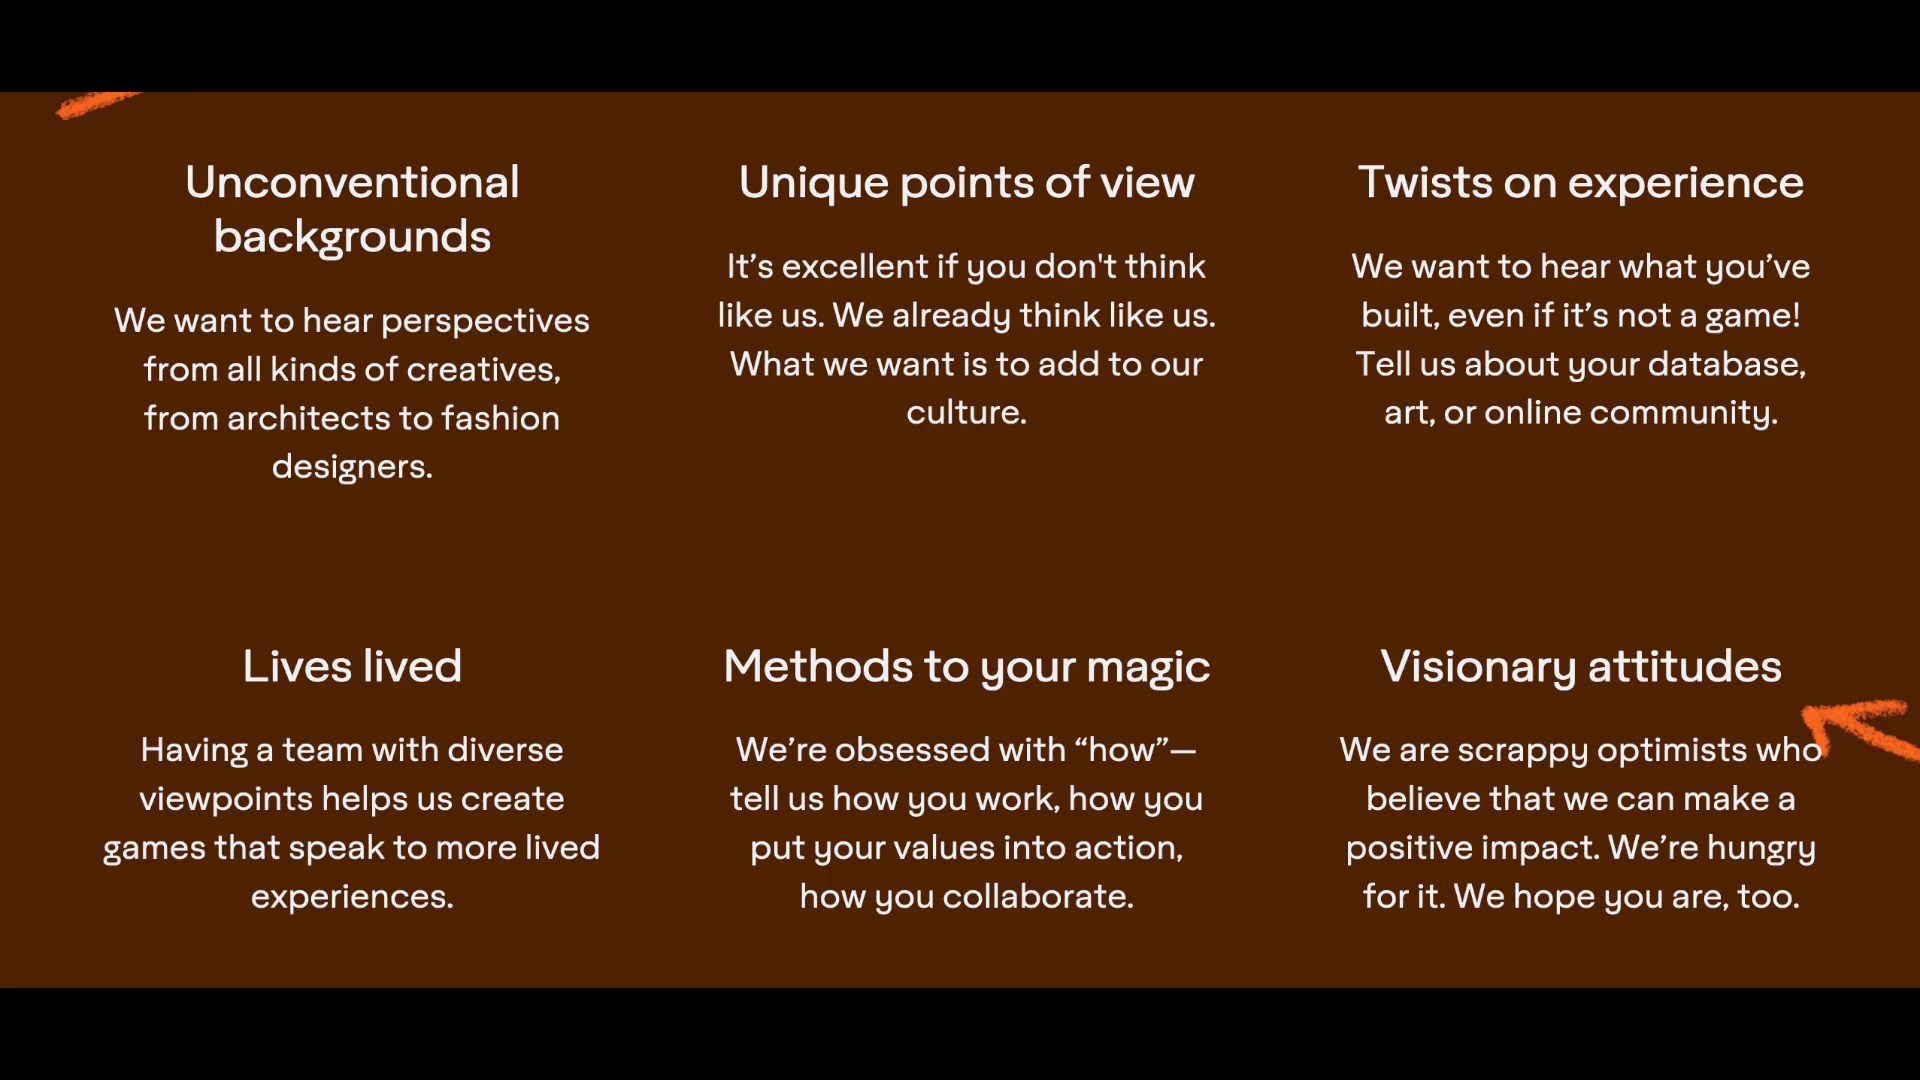 Unconventional
backgrounds
We want to hear perspectives
from all kinds of creatives,
from architects to fashion
designers.
Unique points of view
It’s excellent if you don't think
like us. We already think like us.
What we want is to add to our
culture.
Twists on experience
We want to hear what you’ve
built, even if it’s not a game!
Tell us about your database,
art, or online community.
Lives lived
Having a team with diverse
viewpoints helps us create
games that speak to more lived
experiences.
Methods to your magic
We’re obsessed with “how”—
tell us how you work, how you
put your values into action,
how you collaborate.
Visionary attitudes
We are scrappy optimists who
believe that we can make a
positive impact. We’re hungry
for it. We hope you are, too.